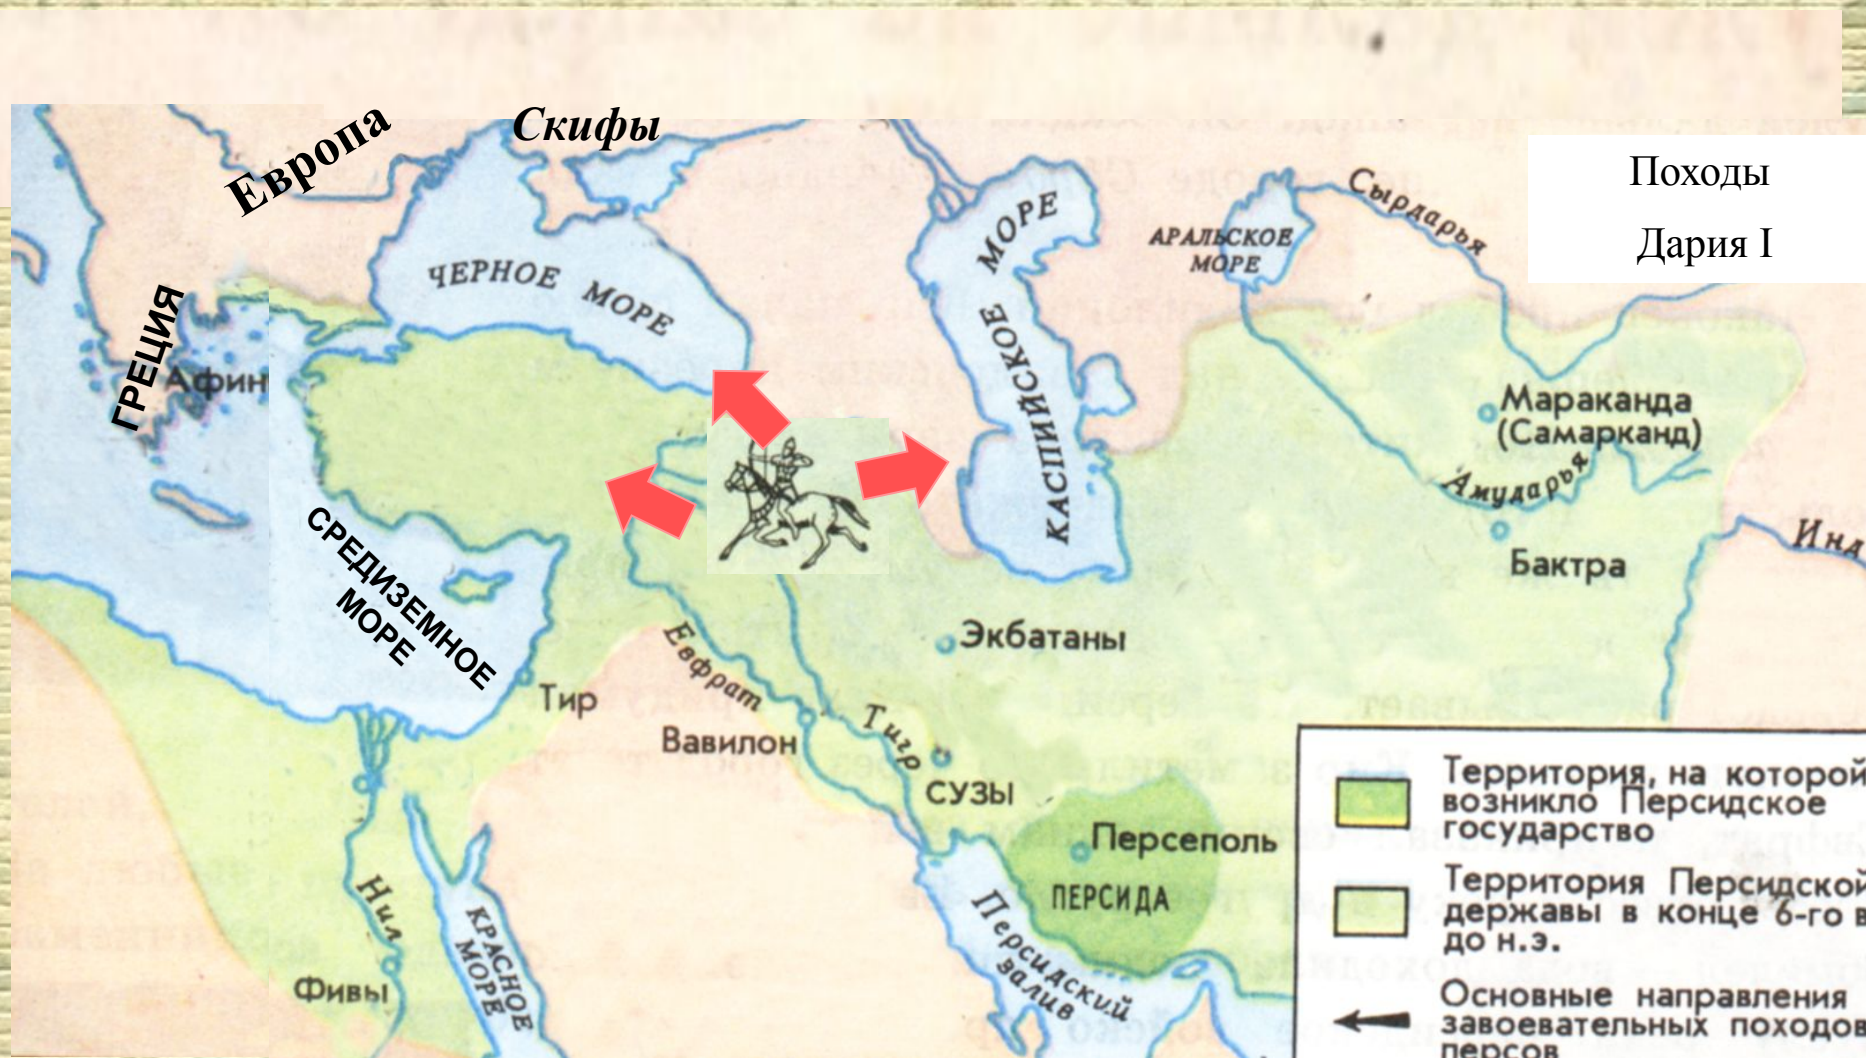 Европа
Скифы
Походы
Дария I
ЧЕРНОЕ МОРЕ
КАСПИЙСКОЕ МОРЕ
АРАЛЬСКОЕ
МОРЕ
Сырдарья
ГРЕЦИЯ
Афин
Мараканда
(Самарканд)
Амударья
Бактра
Инд
СРЕДИЗЕМНОЕ
МОРЕ
Экбатаны
Евфрат
Тир
Вавилон
Тигр
СУЗЫ
Персеполь
ПЕРСИДА
Персидский
залив
Нил
КРАСНОЕ
МОРЕ
Фивы
Территория, на которой
возникло Персидское
государство
Территория Персидской
державы в конце 6-го в
до н.э.
Основные направления
завоевательных походов
персов